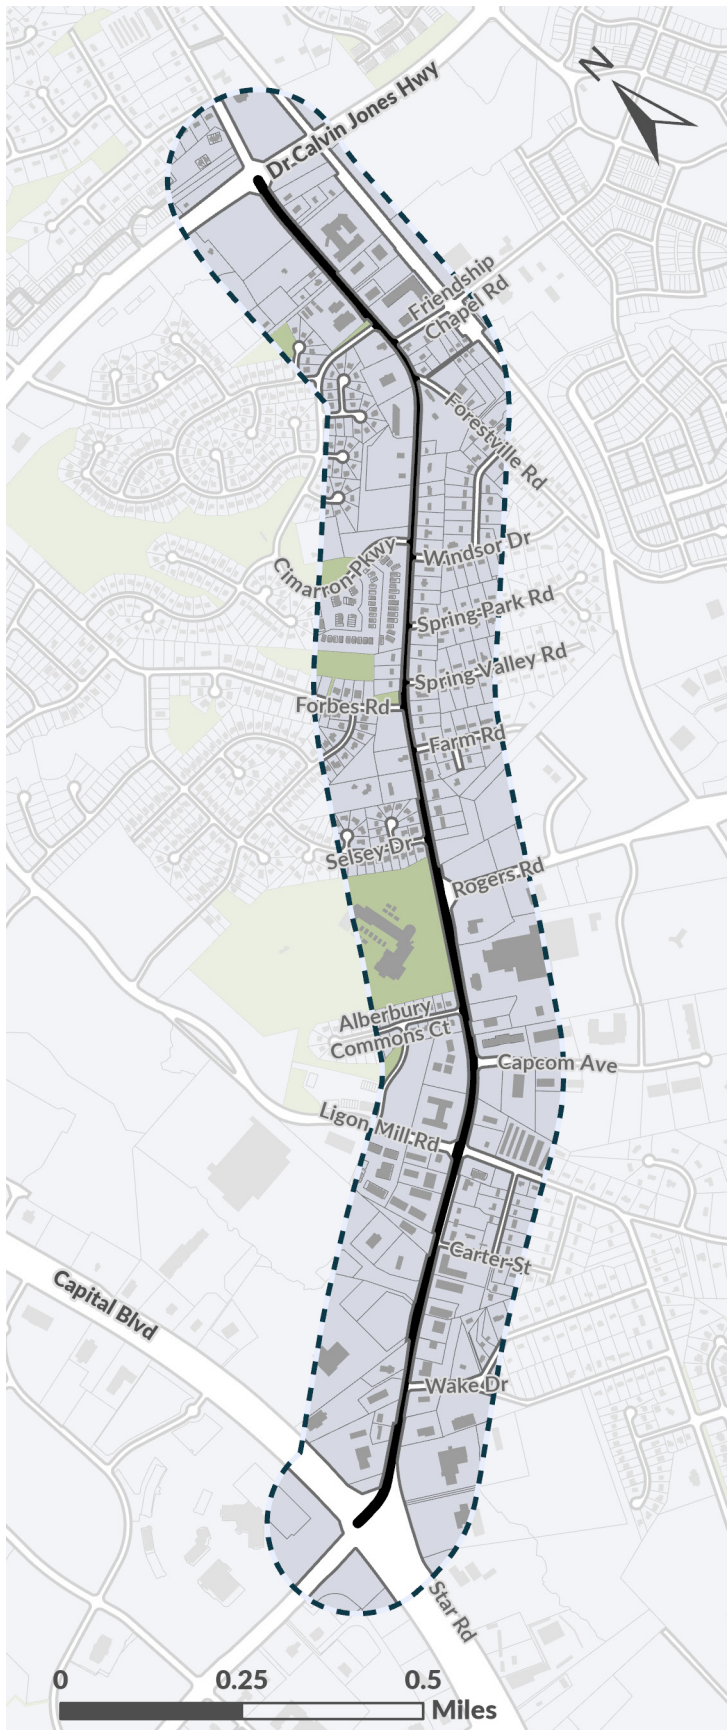 N
Dr. Calvin Jones Hwy
Friendship
Chapel Rd
Forestville Rd
Cimarron Pkwy
Windsor Dr
Spring Park Rd
Spring Valley Rd
Forbes Rd
Farm Rd
Selsey Dr
Rogers Rd
Alberbury
Commons Ct
Capcom Ave
Ligon Mill Rd
Carter St
Capital Blvd
Wake Dr
Star Rd
0 0.25 0.5
Miles